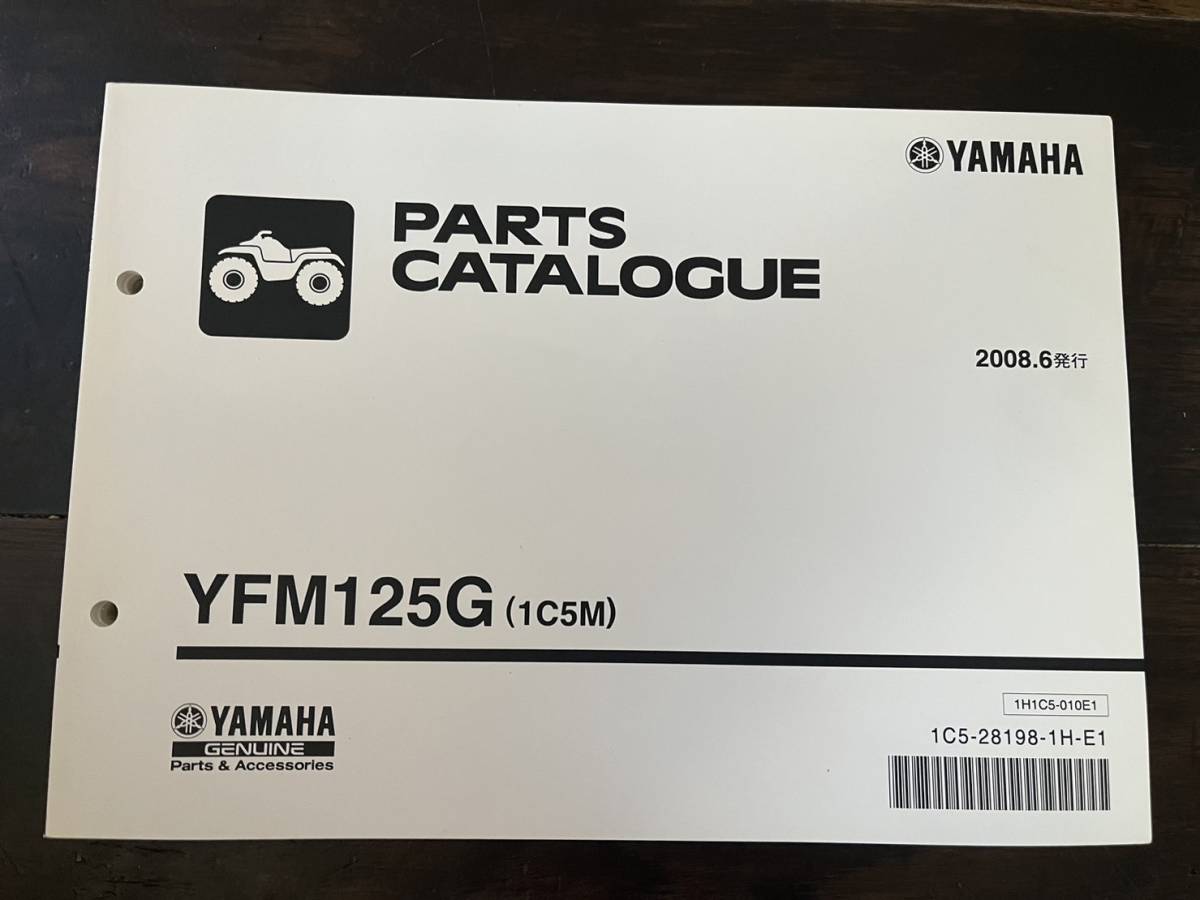 YAMAHA
PARTS
CATALOGUE
2008.6発行
YFM125G (1C5M)
YAMAHA
GENUINE
Parts & Accessories
1H1C5-010E1
1C5-28198-1H-E1